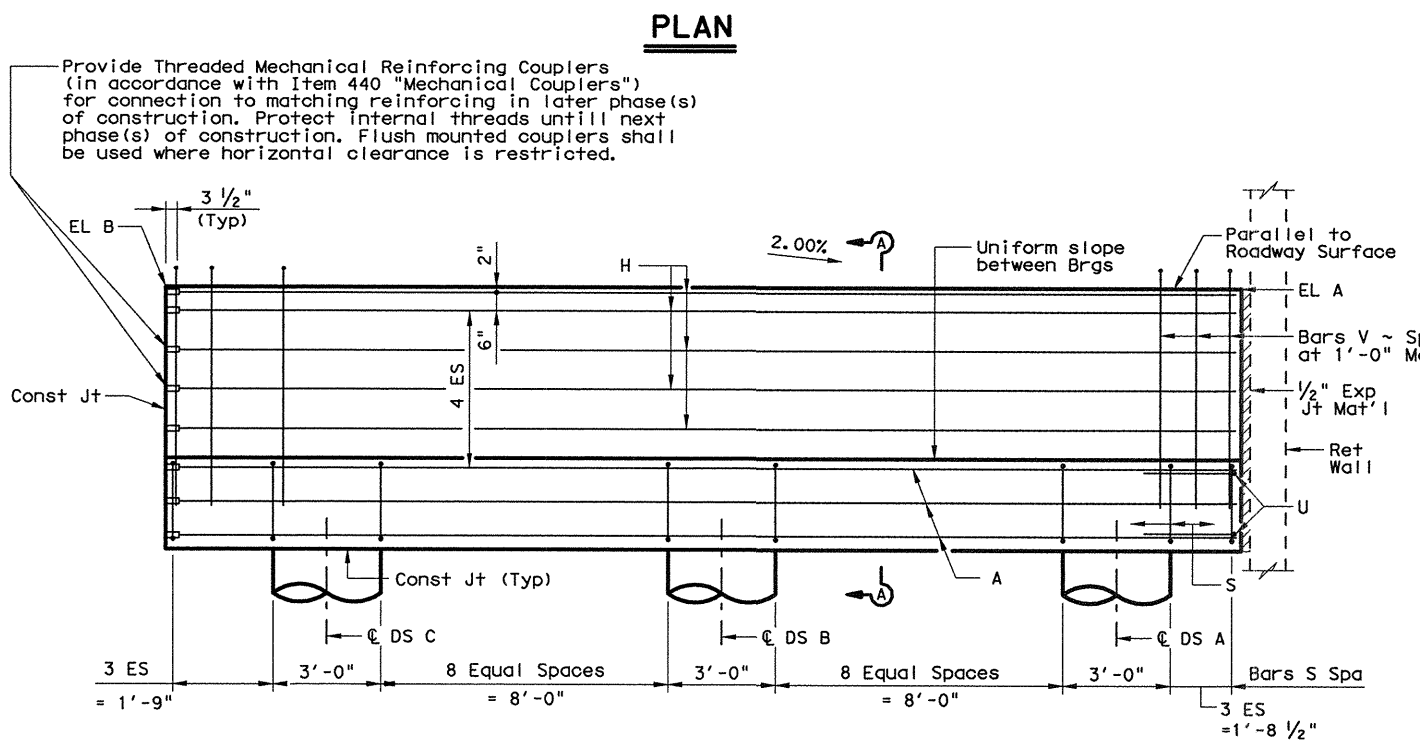 PLAN
Provide Threaded Mechanical Reinforcing Couplers
(in accordance with Item 440 "Mechanical Couplers")
for connection to matching reinforcing in later phase(s)
of construction. Protect internal threads untill next
phase(s) of construction. Flush mounted couplers shall
be used where horizontal clearance is restricted.
3 1/2"
(Typ)
EL B
2"
H
2.00%
A
Uniform slope
between Brgs
Parallel to
Roadway Surface
EL A
6"
4 ES
Bars V ~ Sp
at 1'-0" M
Const Jt
1/2" Exp
Jt Mat'l
Ret
Wall
U
Const Jt (Typ)
A
A
S
℄ DS C
℄ DS B
℄ DS A
3 ES
= 1'-9"
3'-0"
8 Equal Spaces
= 8'-0"
3'-0"
8 Equal Spaces
= 8'-0"
3'-0"
Bars S Spa
3 ES
=1'-8 1/2"